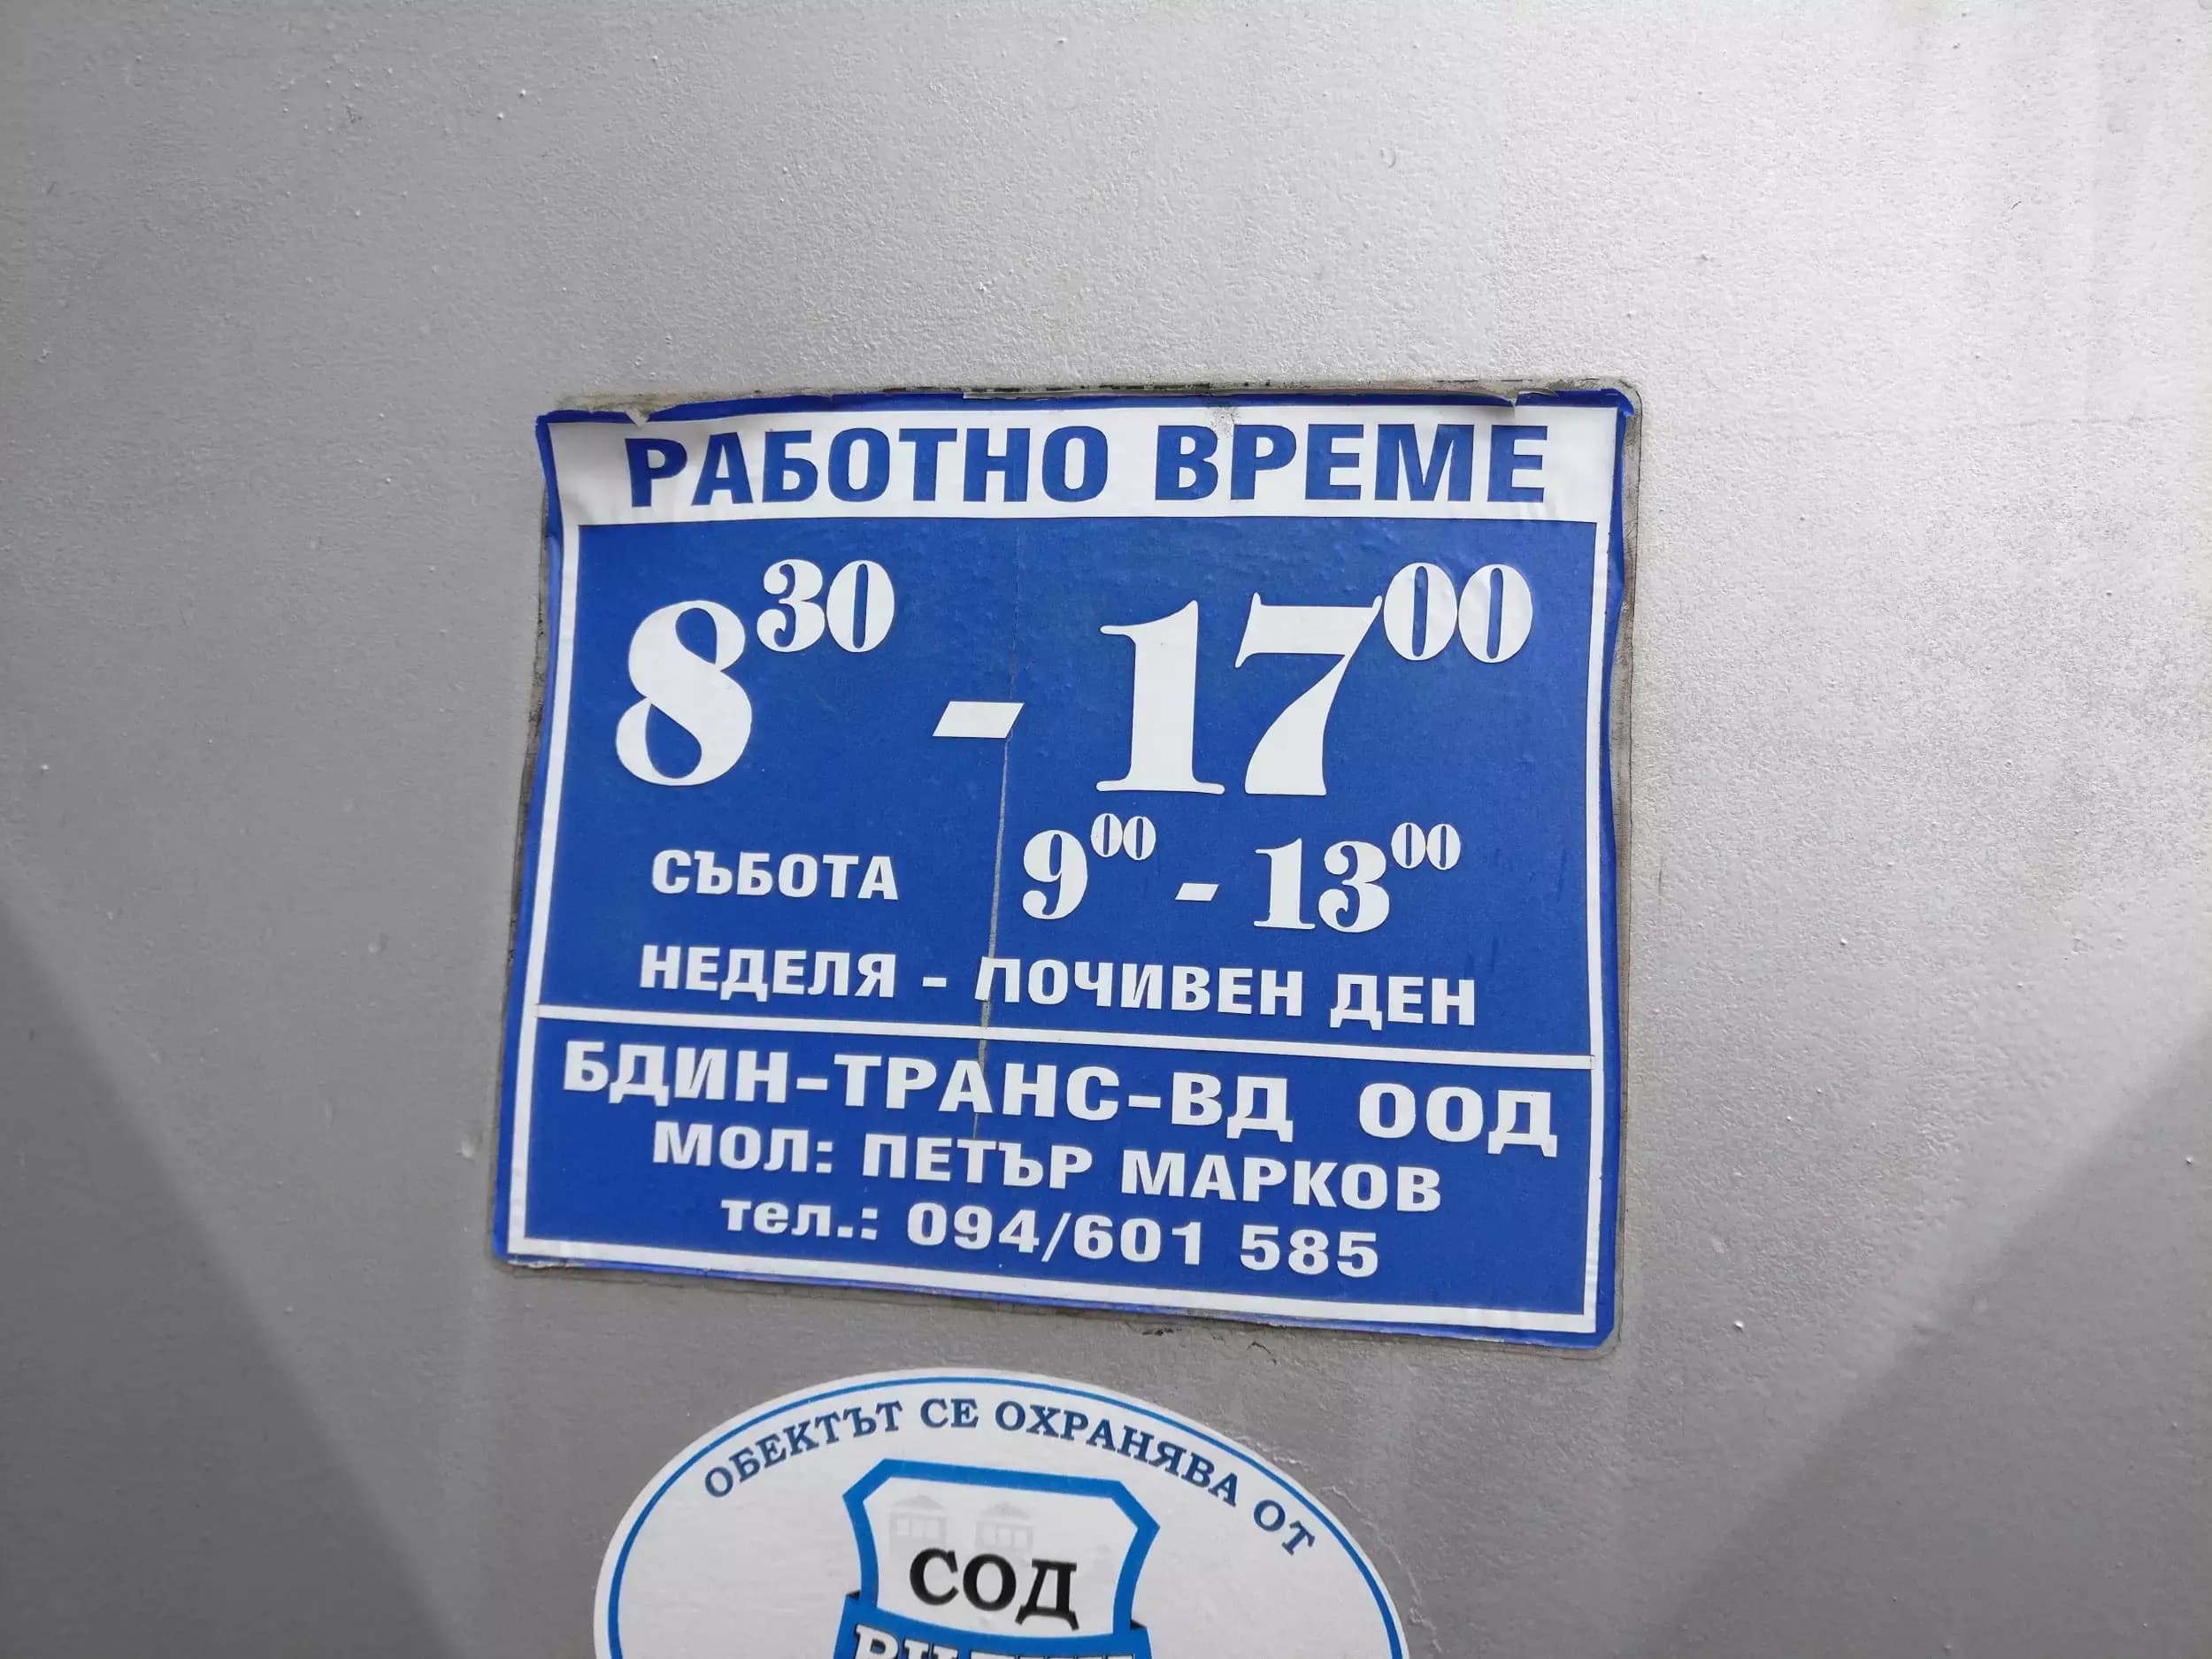 РАБОТНО ВРЕМЕ
8³⁰ - 17⁰⁰
СЪБОТА 9⁰⁰ - 13⁰⁰
НЕДЕЛЯ - ПОЧИВЕН ДЕН
БДИН-ТРАНС-ВД ООД
МОЛ: ПЕТЪР МАРКОВ
тел.: 094/601 585
ОБЕКТЪТ СЕ ОХРАНЯВА ОТ
СОД